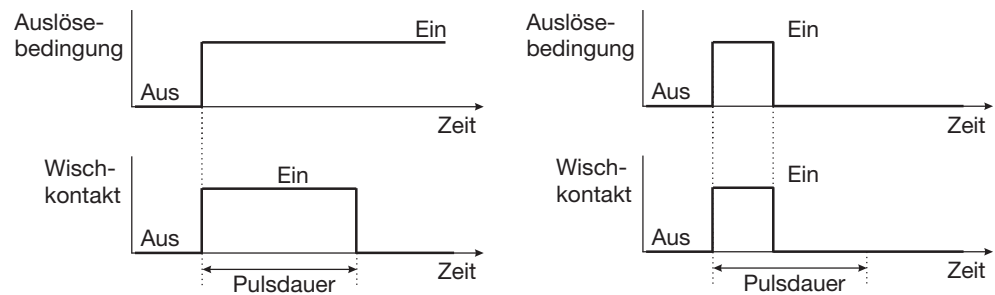 Auslöse-
bedingung
Ein
Aus
Zeit
Wisch-
kontakt
Ein
Aus
Zeit
Pulsdauer
Auslöse-
bedingung
Ein
Aus
Zeit
Wisch-
kontakt
Ein
Aus
Zeit
Pulsdauer